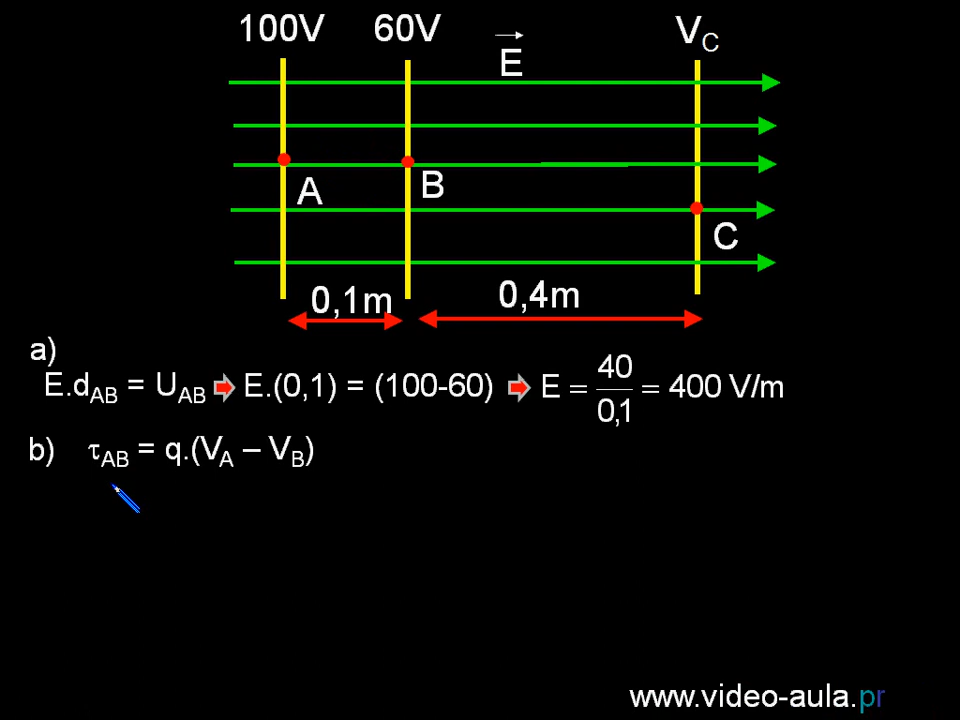 100V 60V E V_C
A B
C
0,1m 0,4m
a)
E.d_AB = U_AB E.(0,1) = (100-60) E = 40/0,1 = 400 V/m
b) τ_AB = q.(V_A – V_B)
www.video-aula.pr